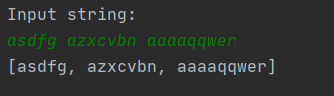 Input string:
asdfg azxcvbn aaaaqqwer
[asdfg, azxcvbn, aaaaqqwer]